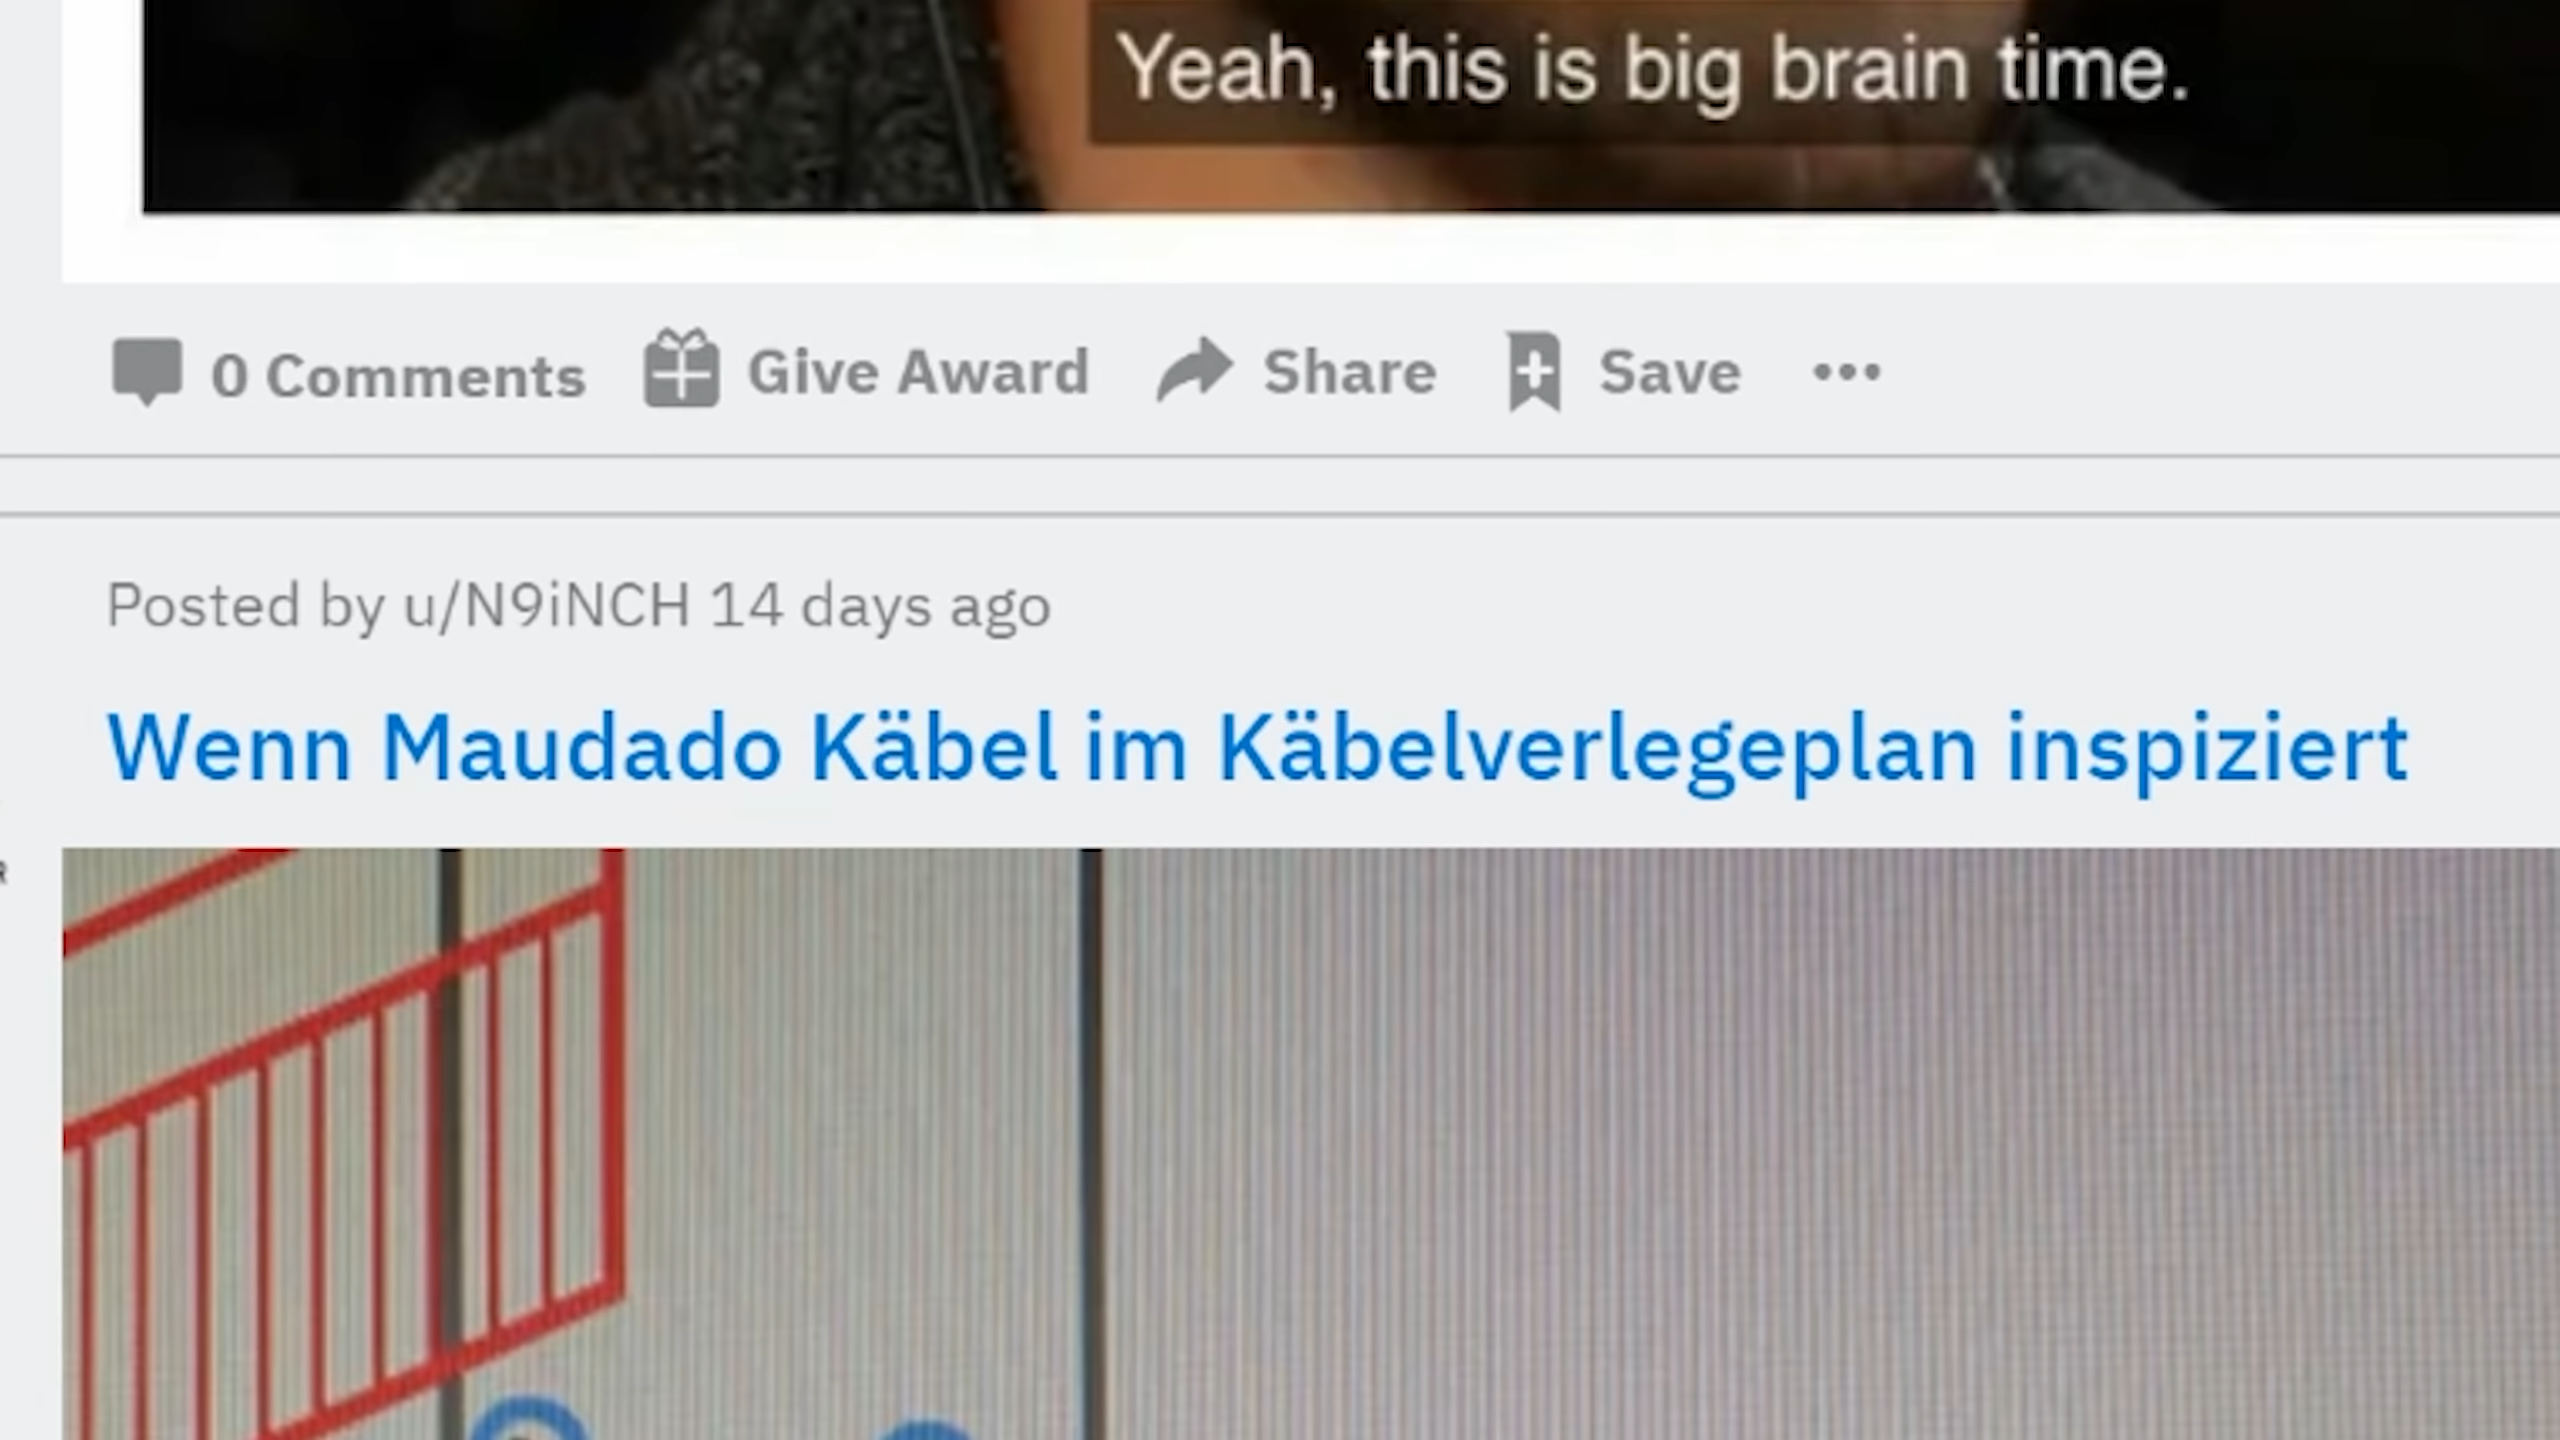 Yeah, this is big brain time.
0 Comments Give Award Share Save
Posted by u/N9iNCH 14 days ago
Wenn Maudado Käbel im Käbelverlegeplan inspiziert